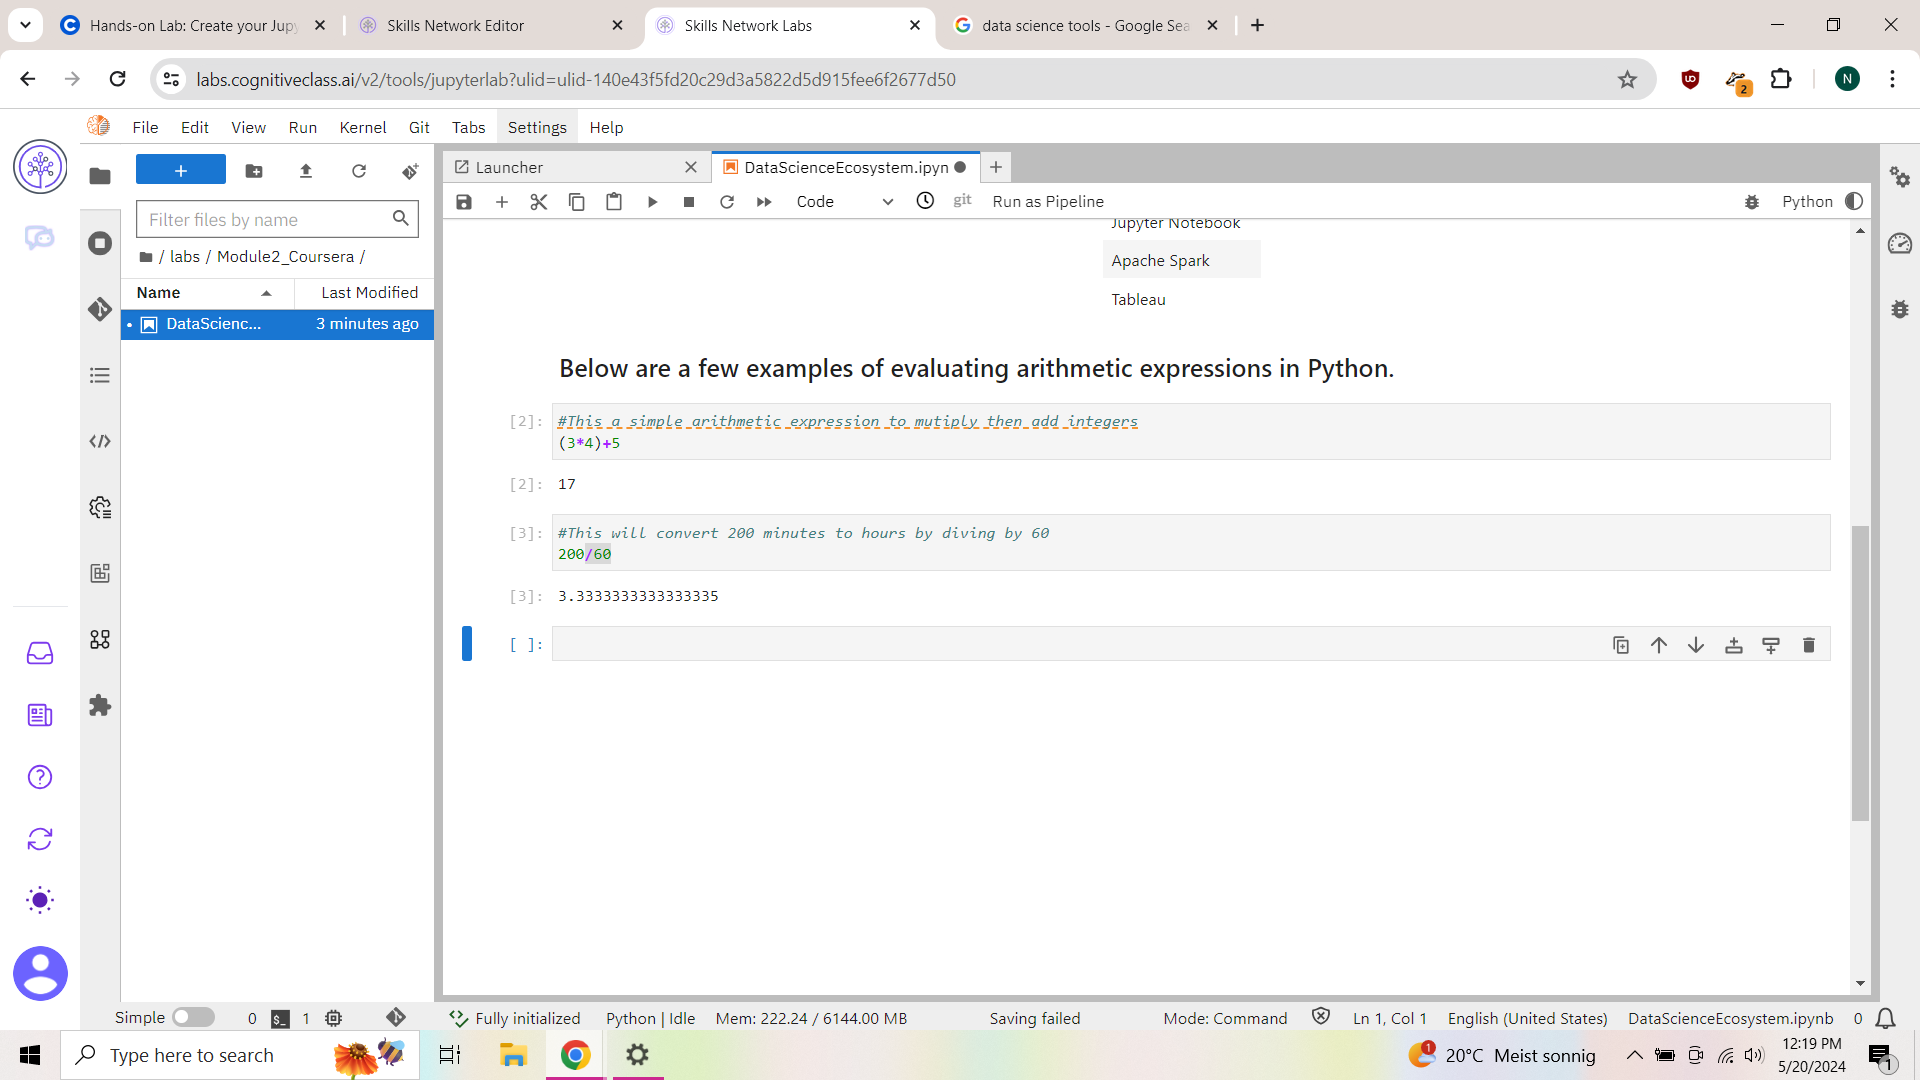 Hands-on Lab: Create your Jupy
Skills Network Editor
Skills Network Labs
data science tools - Google Sea
labs.cognitiveclass.ai/v2/tools/jupyterlab?ulid=ulid-140e43f5fd20c29d3a5822d5d915fee6f2677d50
2
N
File Edit View Run Kernel Git Tabs Settings Help
+
Launcher
DataScienceEcosystem.ipyn
Code
git
Run as Pipeline
Python
Filter files by name
/ labs / Module2_Coursera /
Name Last Modified
DataScienc... 3 minutes ago
Jupyter Notebook
Apache Spark
Tableau
Below are a few examples of evaluating arithmetic expressions in Python.
[2]: #This a simple arithmetic expression to mutiply then add integers
(3*4)+5
[2]: 17
[3]: #This will convert 200 minutes to hours by diving by 60
200/60
[3]: 3.3333333333333335
[ ]:
Simple 0 $_ 1 Fully initialized Python | Idle Mem: 222.24 / 6144.00 MB Saving failed Mode: Command Ln 1, Col 1 English (United States) DataScienceEcosystem.ipynb 0
Type here to search
1
20°C Meist sonnig
12:19 PM
5/20/2024
1